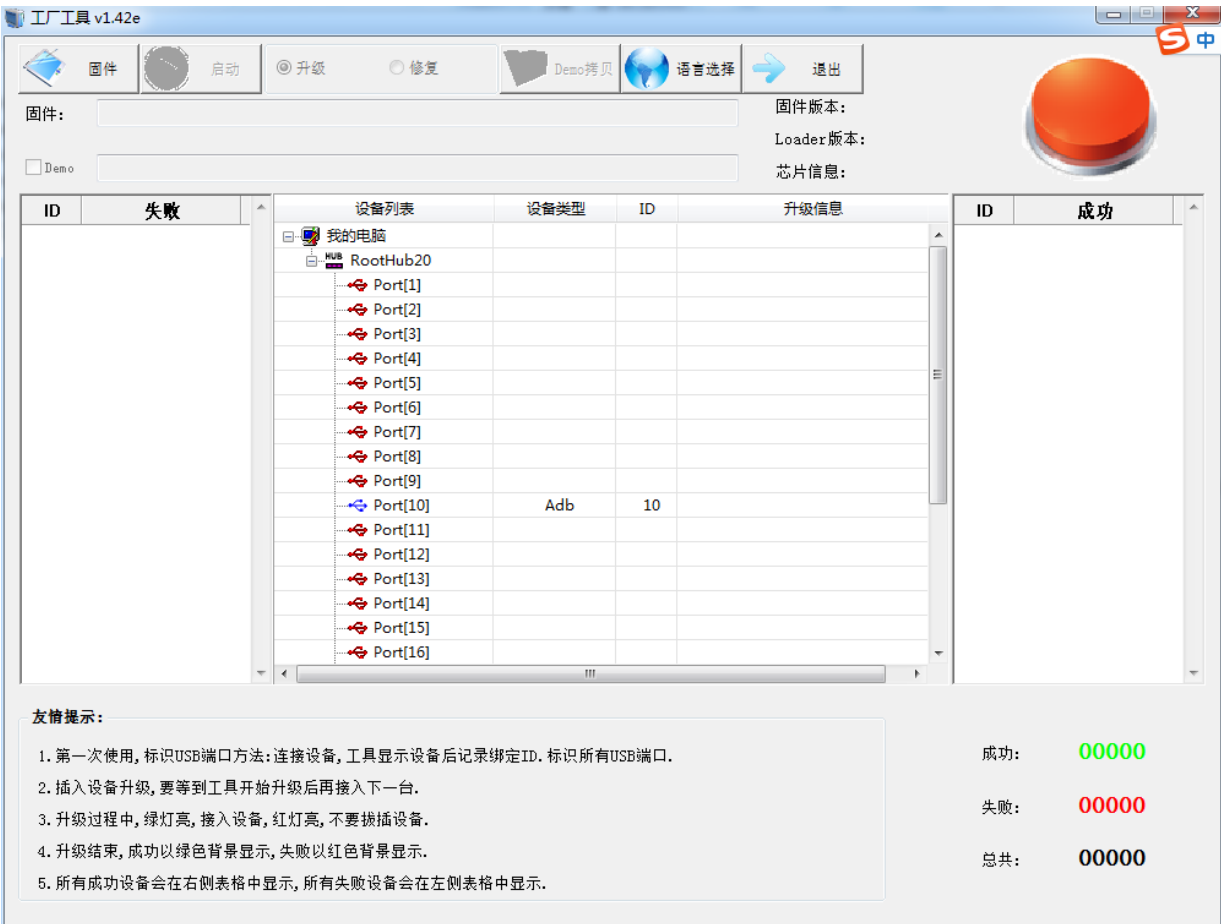 工厂工具 v1.42e
中
固件
启动
升级
修复
Demo拷贝
语言选择
退出
固件:
固件版本:
Loader版本:
Demo
芯片信息:
ID 失败
设备列表 设备类型 ID 升级信息
ID 成功
我的电脑
HUB RootHub20
Port[1]
Port[2]
Port[3]
Port[4]
Port[5]
Port[6]
Port[7]
Port[8]
Port[9]
Port[10] Adb 10
Port[11]
Port[12]
Port[13]
Port[14]
Port[15]
Port[16]
友情提示:
1.第一次使用,标识USB端口方法:连接设备,工具显示设备后记录绑定ID.标识所有USB端口.
2.插入设备升级,要等到工具开始升级后再接入下一台.
3.升级过程中,绿灯亮,接入设备,红灯亮,不要拔插设备.
4.升级结束,成功以绿色背景显示,失败以红色背景显示.
5.所有成功设备会在右侧表格中显示,所有失败设备会在左侧表格中显示.
成功: 00000
失败: 00000
总共: 00000